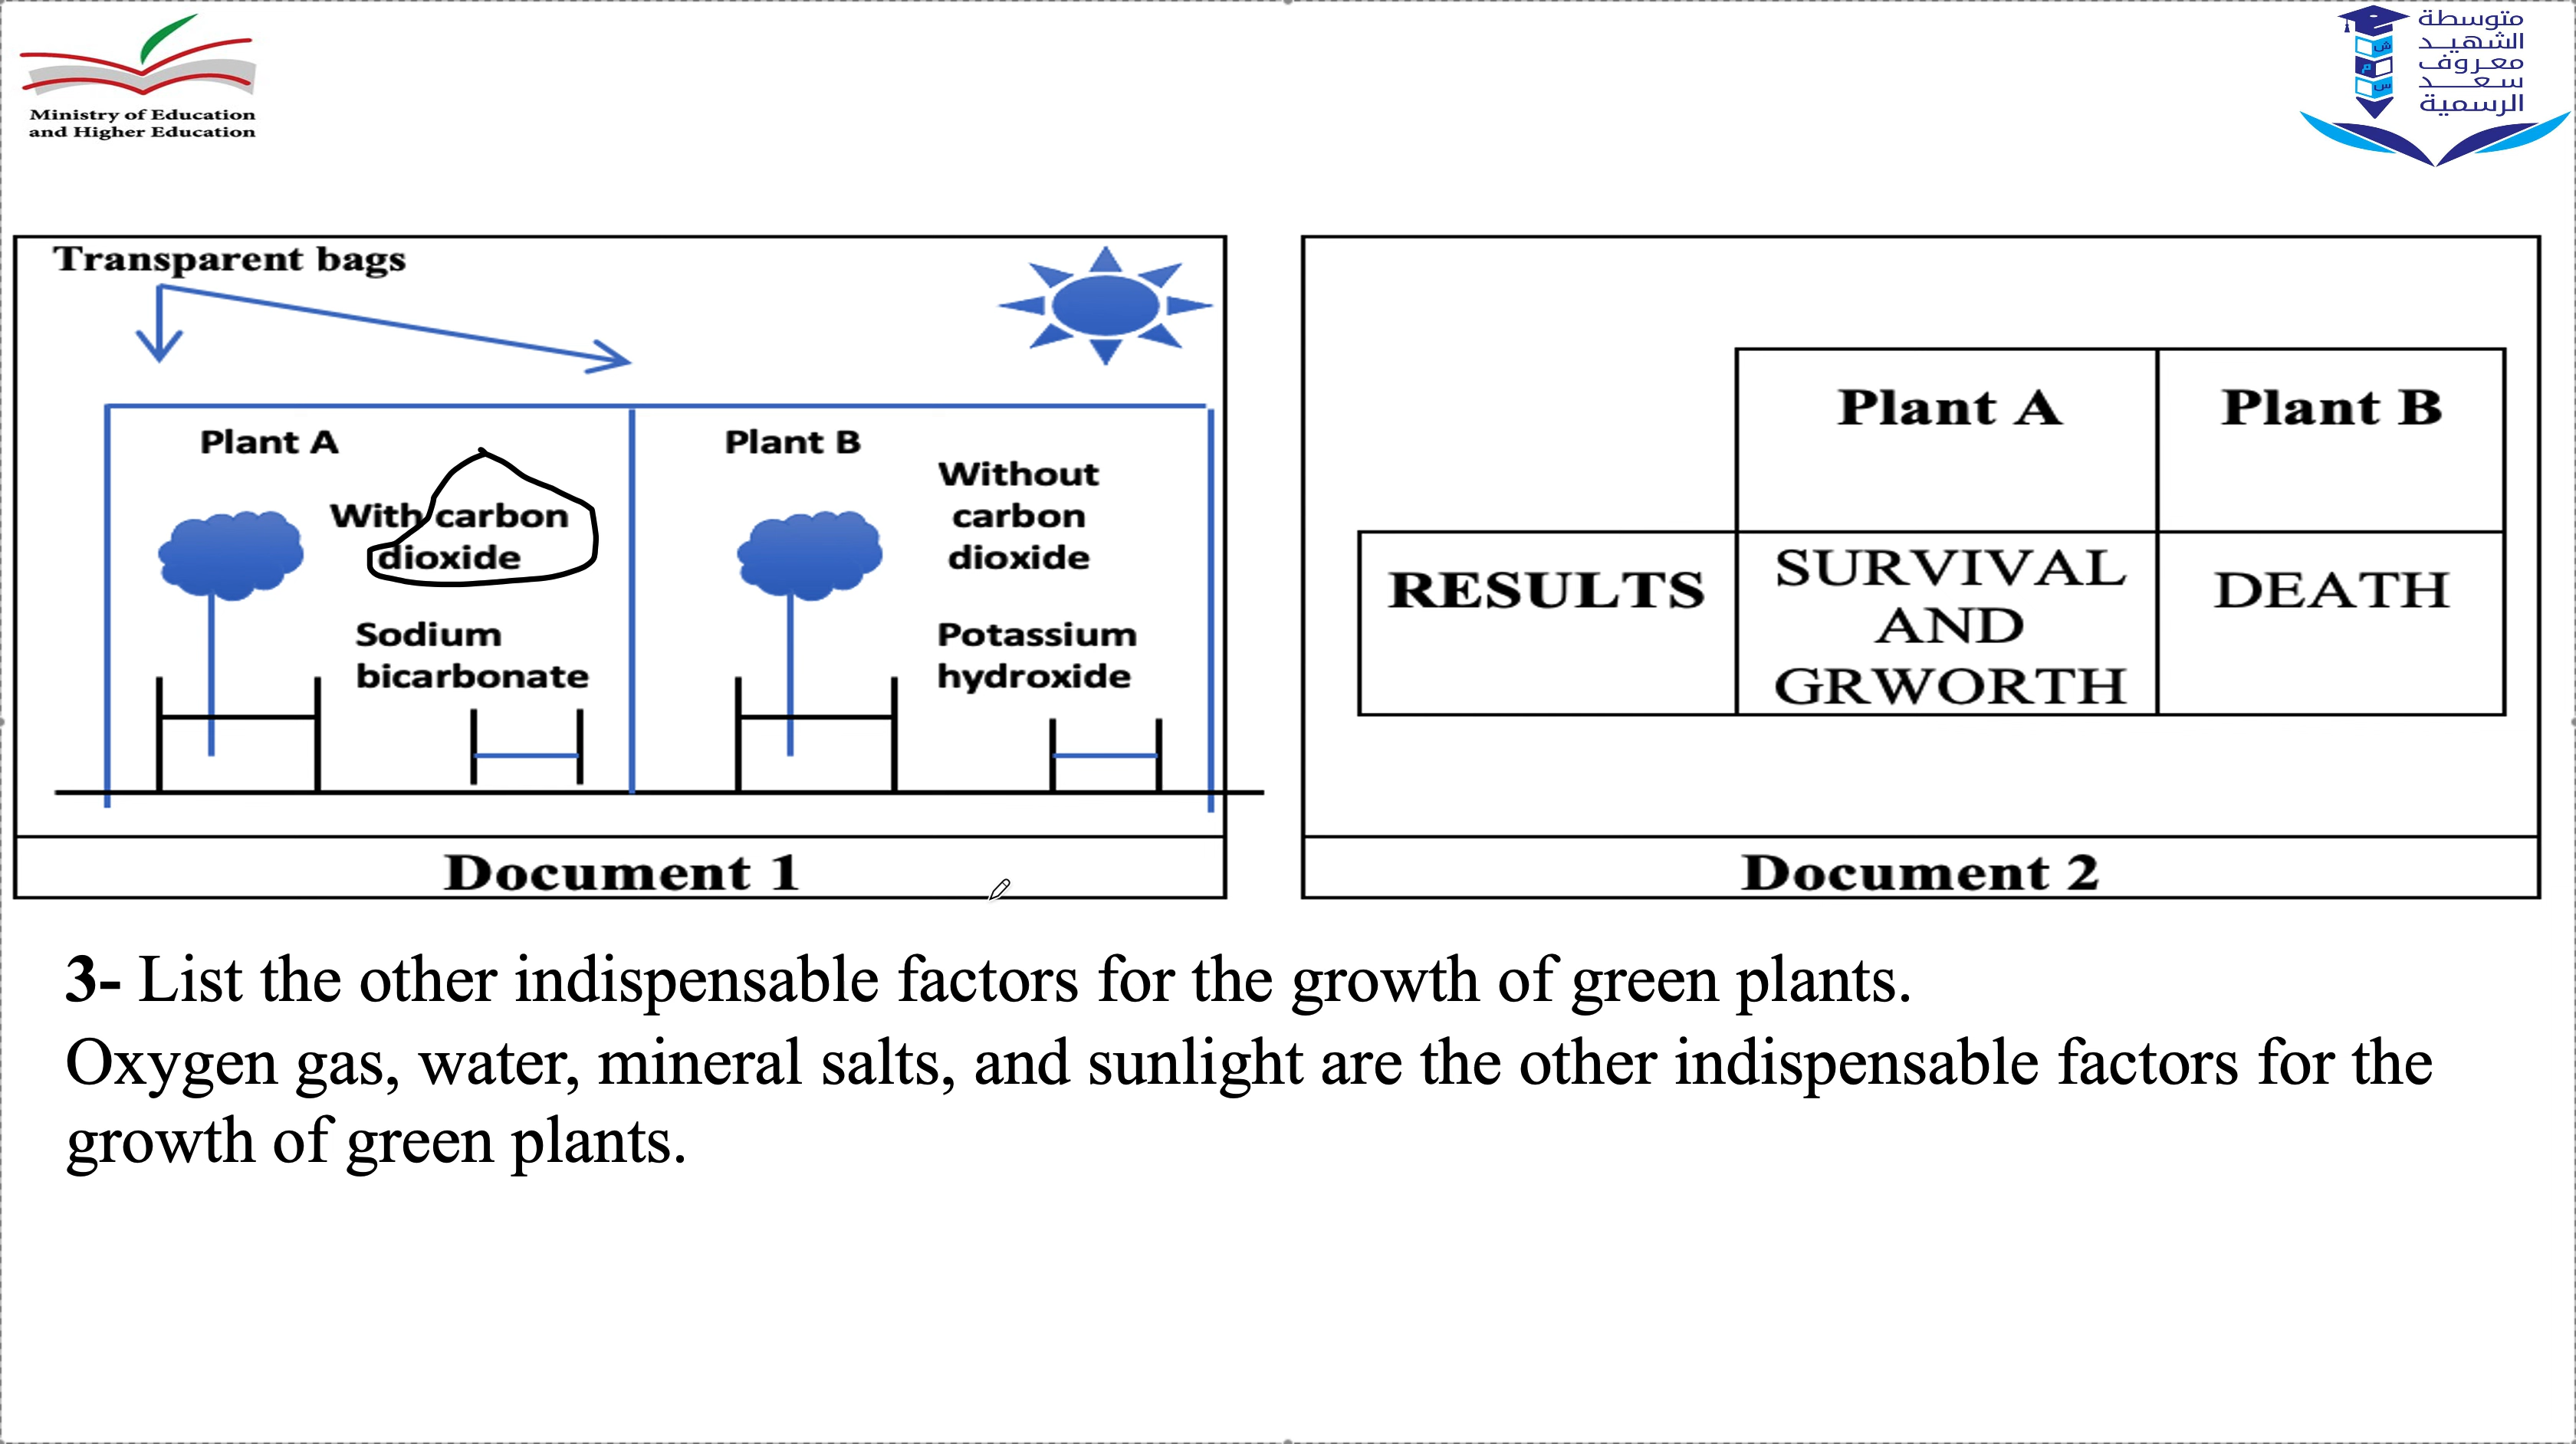 Ministry of Education
and Higher Education
متوسطة
الشهيد
معروف
سعد
الرسمية
ش
م
س
Transparent bags
Plant A
With carbon
dioxide
Sodium
bicarbonate
Plant B
Without
carbon
dioxide
Potassium
hydroxide
Document 1
Plant A Plant B
RESULTS SURVIVAL
AND
GRWORTH DEATH
Document 2
3- List the other indispensable factors for the growth of green plants.
Oxygen gas, water, mineral salts, and sunlight are the other indispensable factors for the
growth of green plants.